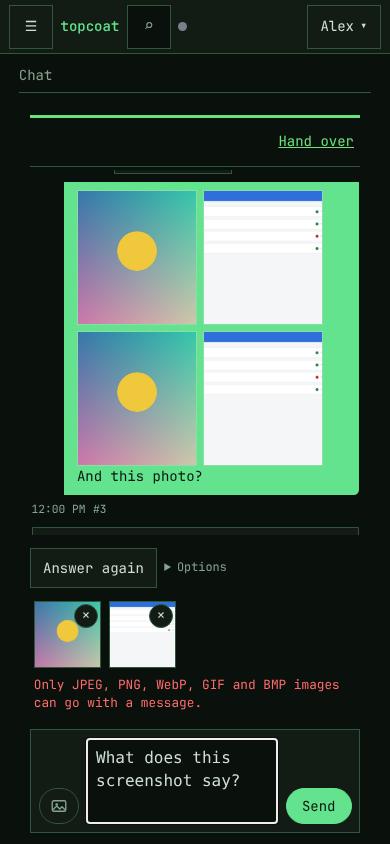 topcoat
Alex
Chat
Hand over
And this photo?
12:00 PM #3
Answer again
Options
Only JPEG, PNG, WebP, GIF and BMP images
can go with a message.
What does this
screenshot say?
Send